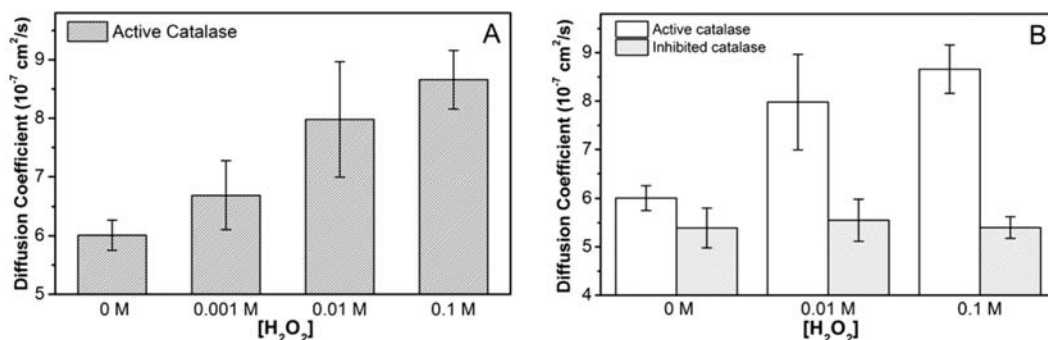 Active Catalase
A
Diffusion Coefficient (10⁻⁷ cm²/s)
9
8
7
6
5
0 M 0.001 M 0.01 M 0.1 M
[H₂O₂]
Active catalase
Inhibited catalase
B
Diffusion Coefficient (10⁻⁷ cm²/s)
9
8
7
6
5
4
0 M 0.01 M 0.1 M
[H₂O₂]